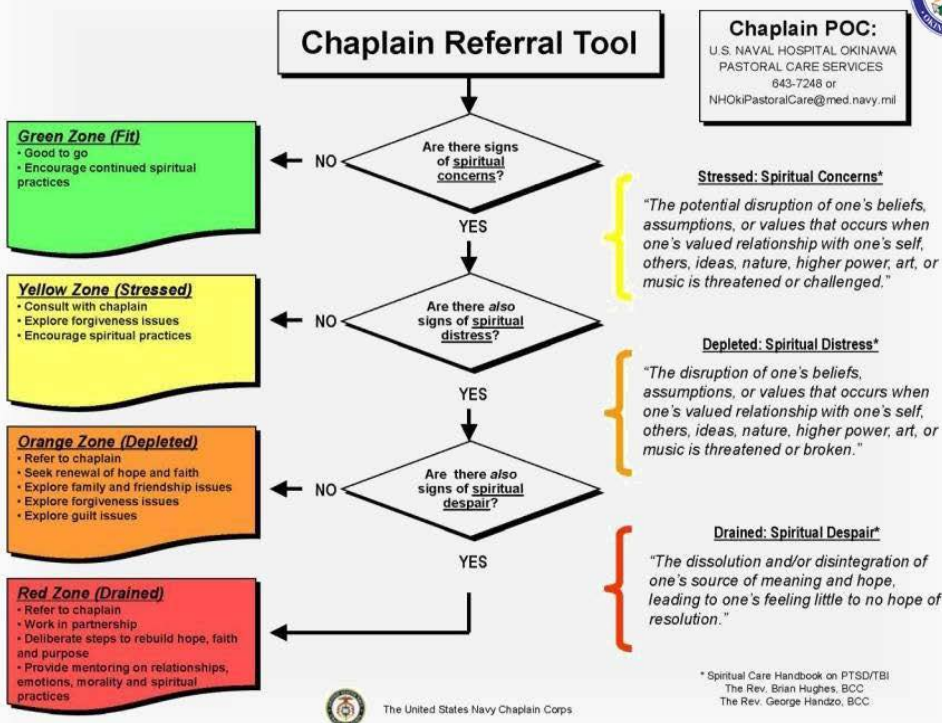 Chaplain Referral Tool
Chaplain POC:
U.S. NAVAL HOSPITAL OKINAWA
PASTORAL CARE SERVICES
643-7248 or
NHOkiPastoralCare@med.navy.mil
Green Zone (Fit)
• Good to go
• Encourage continued spiritual
practices
NO
Are there signs
of spiritual
concerns?
YES
Stressed: Spiritual Concerns*
“The potential disruption of one’s beliefs,
assumptions, or values that occurs when
one’s valued relationship with one’s self,
others, ideas, nature, higher power, art, or
music is threatened or challenged.”
Yellow Zone (Stressed)
• Consult with chaplain
• Explore forgiveness issues
• Encourage spiritual practices
NO
Are there also
signs of spiritual
distress?
YES
Depleted: Spiritual Distress*
“The disruption of one’s beliefs,
assumptions, or values that occurs when
one’s valued relationship with one’s self,
others, ideas, nature, higher power, art, or
music is threatened or broken.”
Orange Zone (Depleted)
• Refer to chaplain
• Seek renewal of hope and faith
• Explore family and friendship issues
• Explore forgiveness issues
• Explore guilt issues
NO
Are there also
signs of spiritual
despair?
YES
Drained: Spiritual Despair*
“The dissolution and/or disintegration of
one’s source of meaning and hope,
leading to one’s feeling little to no hope of
resolution.”
Red Zone (Drained)
• Refer to chaplain
• Work in partnership
• Deliberate steps to rebuild hope, faith
and purpose
• Provide mentoring on relationships,
emotions, morality and spiritual
practices
The United States Navy Chaplain Corps
* Spiritual Care Handbook on PTSD/TBI
The Rev. Brian Hughes, BCC
The Rev. George Handzo, BCC